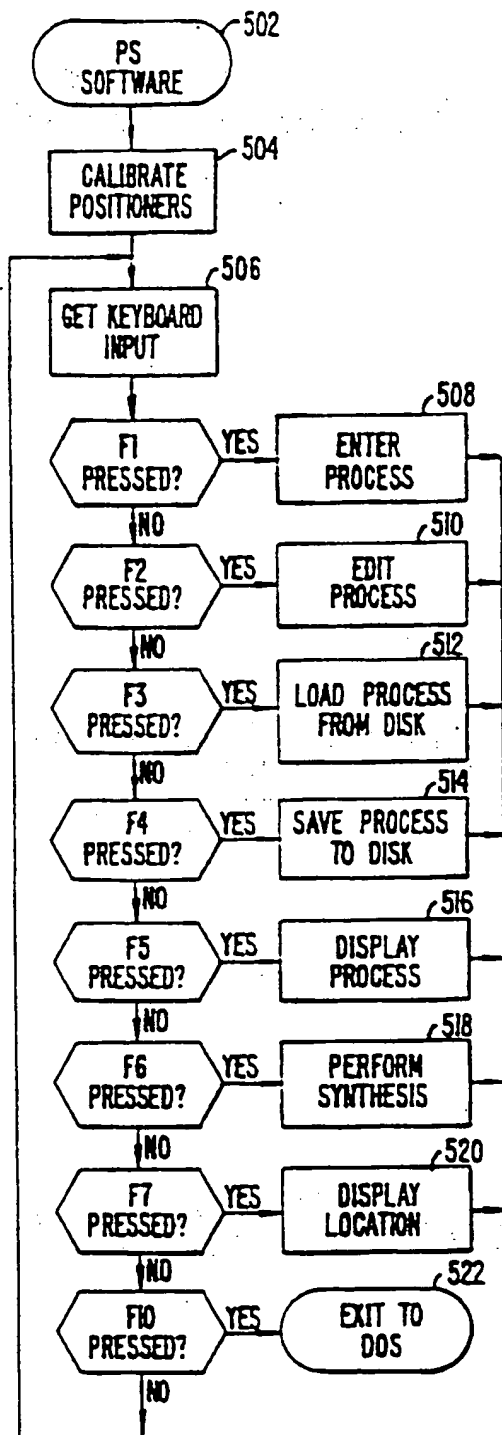 502
PS
SOFTWARE
504
CALIBRATE
POSITIONERS
506
GET KEYBOARD
INPUT
F1
PRESSED?
YES
508
ENTER
PROCESS
NO
F2
PRESSED?
YES
510
EDIT
PROCESS
NO
F3
PRESSED?
YES
512
LOAD PROCESS
FROM DISK
NO
F4
PRESSED?
YES
514
SAVE PROCESS
TO DISK
NO
F5
PRESSED?
YES
516
DISPLAY
PROCESS
NO
F6
PRESSED?
YES
518
PERFORM
SYNTHESIS
NO
F7
PRESSED?
YES
520
DISPLAY
LOCATION
NO
F10
PRESSED?
YES
522
EXIT TO
DOS
NO